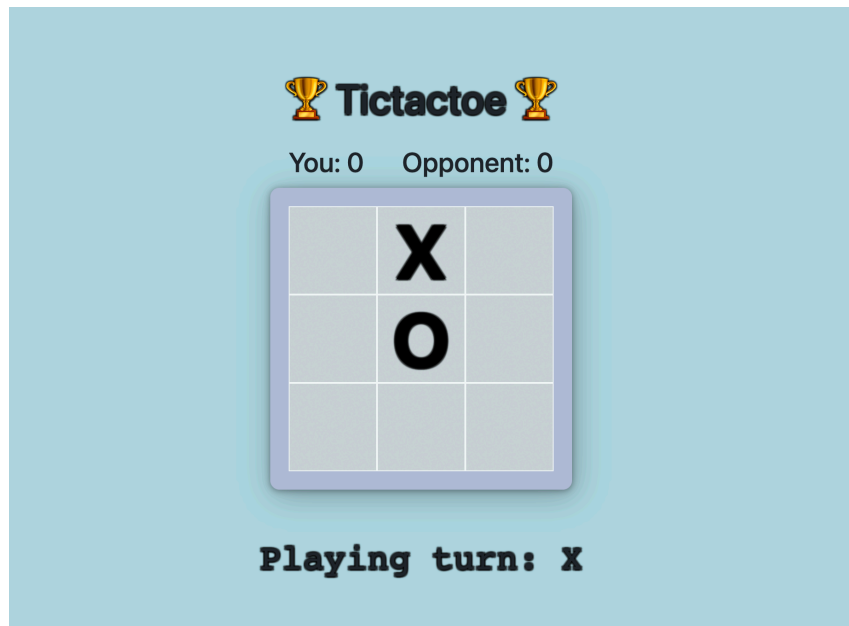 🏆 Tictactoe 🏆
You: 0 Opponent: 0
X
O
Playing turn: X